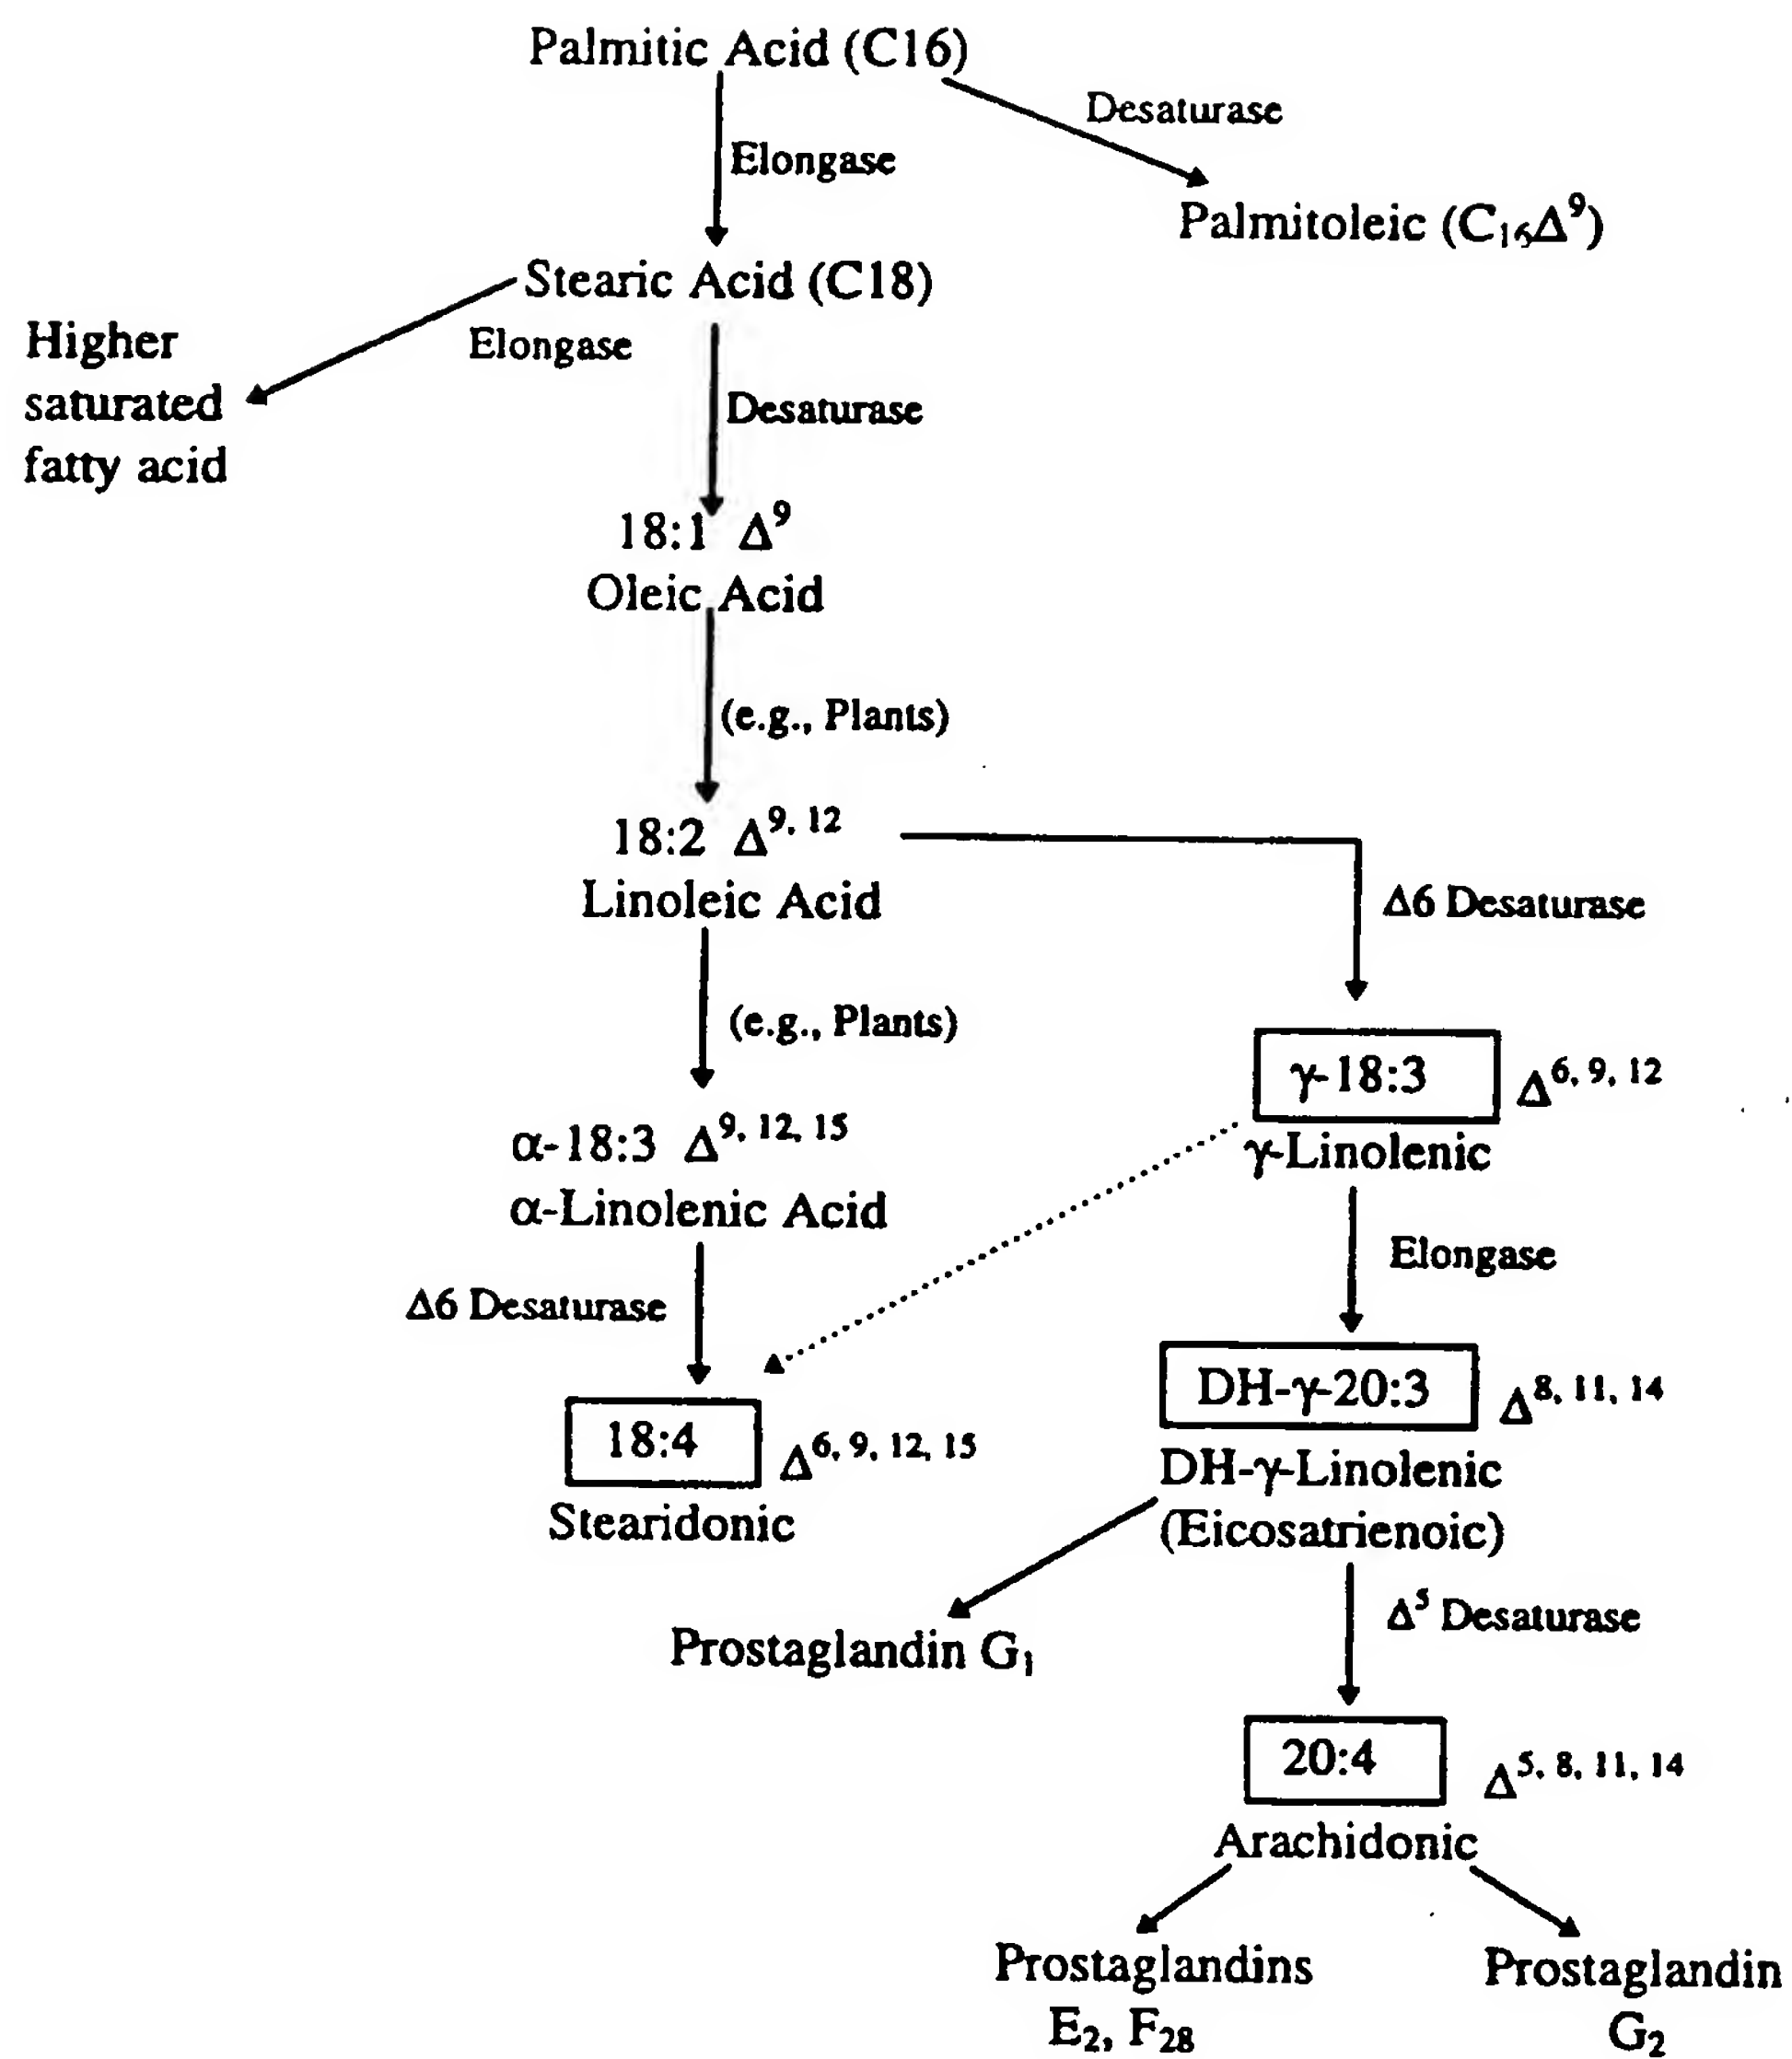 Palmitic Acid (C16)
Desaturase
Elongase
Palmitoleic (C₁₆Δ⁹)
Stearic Acid (C18)
Higher
saturated
fatty acid
Elongase
Desaturase
18:1 Δ⁹
Oleic Acid
(e.g., Plants)
18:2 Δ⁹, ¹²
Linoleic Acid
Δ6 Desaturase
(e.g., Plants)
γ-18:3 Δ⁶, ⁹, ¹²
γ-Linolenic
α-18:3 Δ⁹, ¹², ¹⁵
α-Linolenic Acid
Elongase
Δ6 Desaturase
DH-γ-20:3 Δ⁸, ¹¹, ¹⁴
DH-γ-Linolenic
(Eicosatrienoic)
18:4 Δ⁶, ⁹, ¹², ¹⁵
Stearidonic
Δ⁵ Desaturase
Prostaglandin G₁
20:4 Δ⁵, ⁸, ¹¹, ¹⁴
Arachidonic
Prostaglandins
E₂, F₂₈
Prostaglandin
G₂